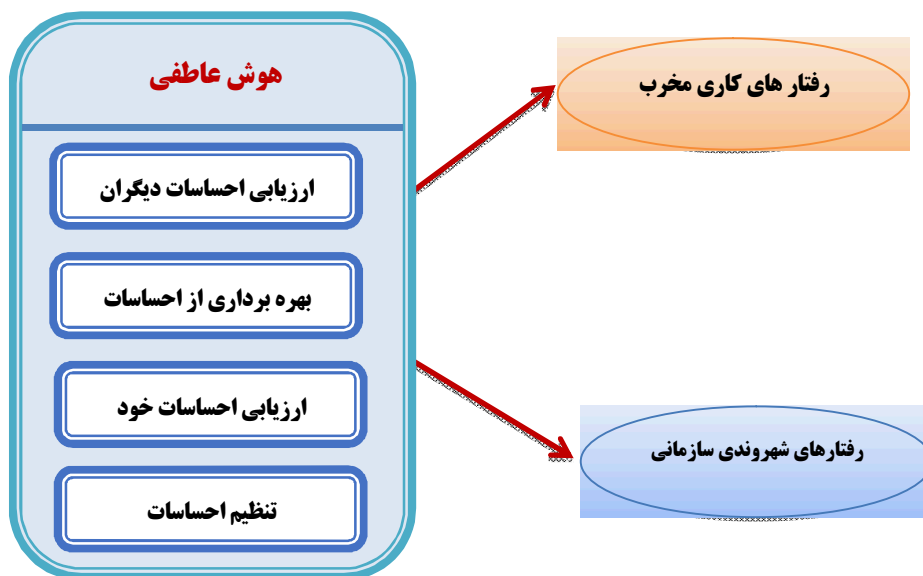 هوش عاطفی
ارزیابی احساسات دیگران
بهره برداری از احساسات
ارزیابی احساسات خود
تنظیم احساسات
رفتار های کاری مخرب
رفتارهای شهروندی سازمانی